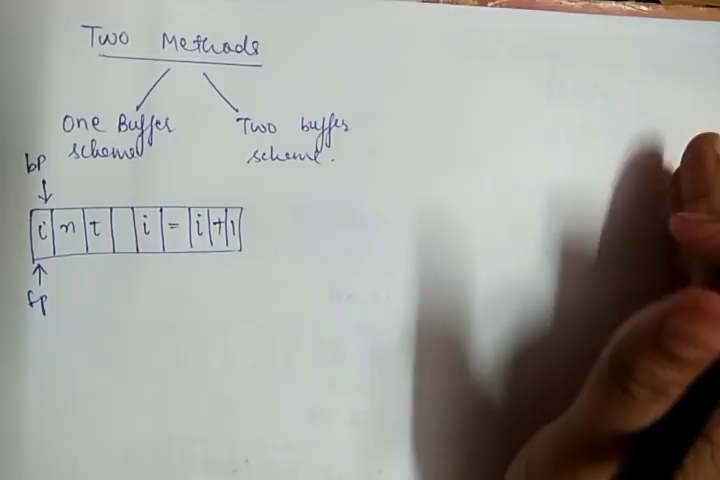 Two Methods
One Buffer Two buffer
scheme scheme.
bp
i n t i = i + 1
fp